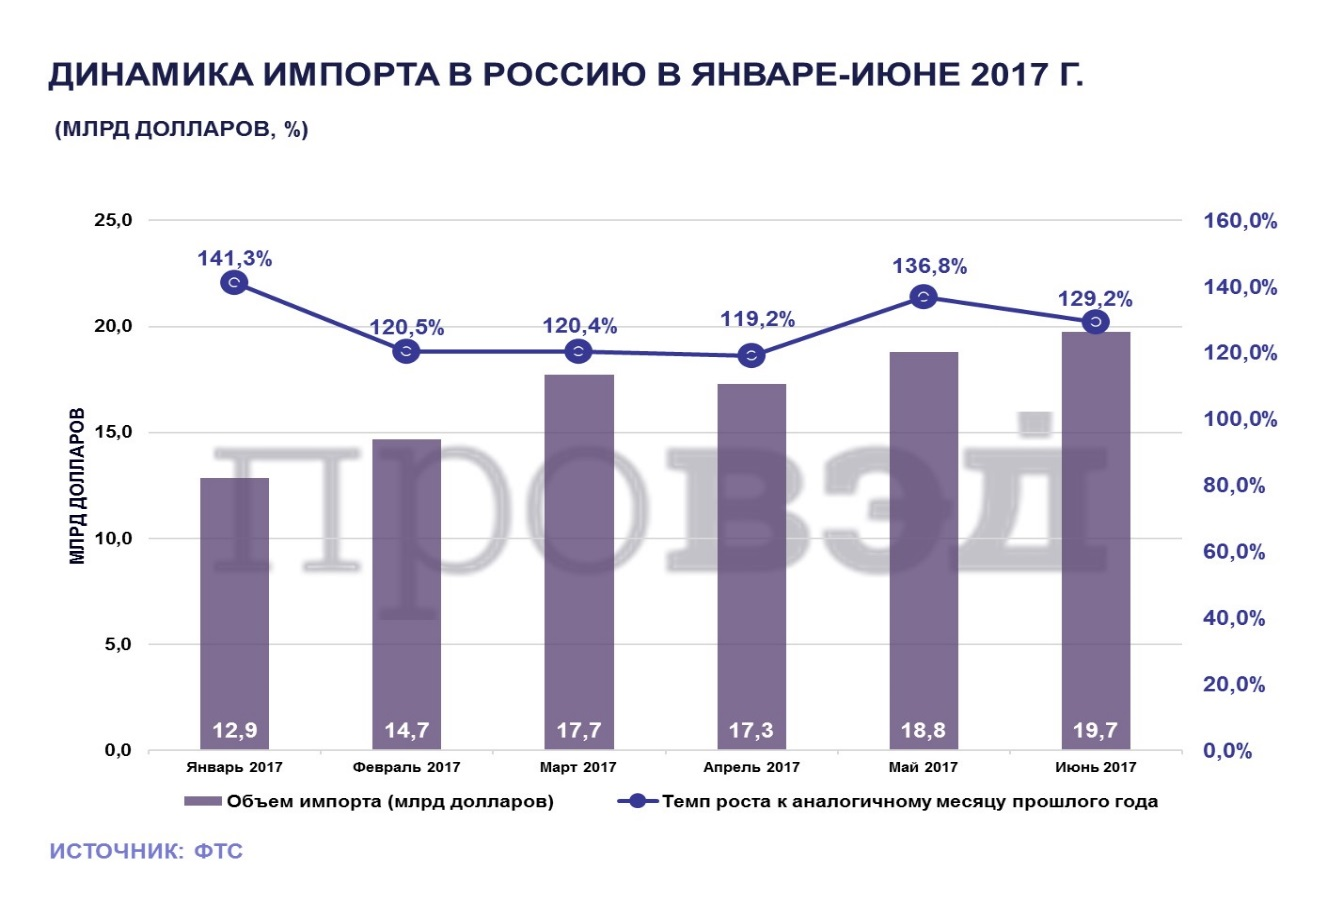 ДИНАМИКА ИМПОРТА В РОССИЮ В ЯНВАРЕ-ИЮНЕ 2017 Г.
(МЛРД ДОЛЛАРОВ, %)
25,0
20,0
15,0
10,0
5,0
0,0
МЛРД ДОЛЛАРОВ
160,0%
140,0%
120,0%
100,0%
80,0%
60,0%
40,0%
20,0%
0,0%
141,3%
120,5%
120,4%
119,2%
136,8%
129,2%
провэд
12,9
14,7
17,7
17,3
18,8
19,7
Январь 2017
Февраль 2017
Март 2017
Апрель 2017
Май 2017
Июнь 2017
Объем импорта (млрд долларов)
Темп роста к аналогичному месяцу прошлого года
ИСТОЧНИК: ФТС